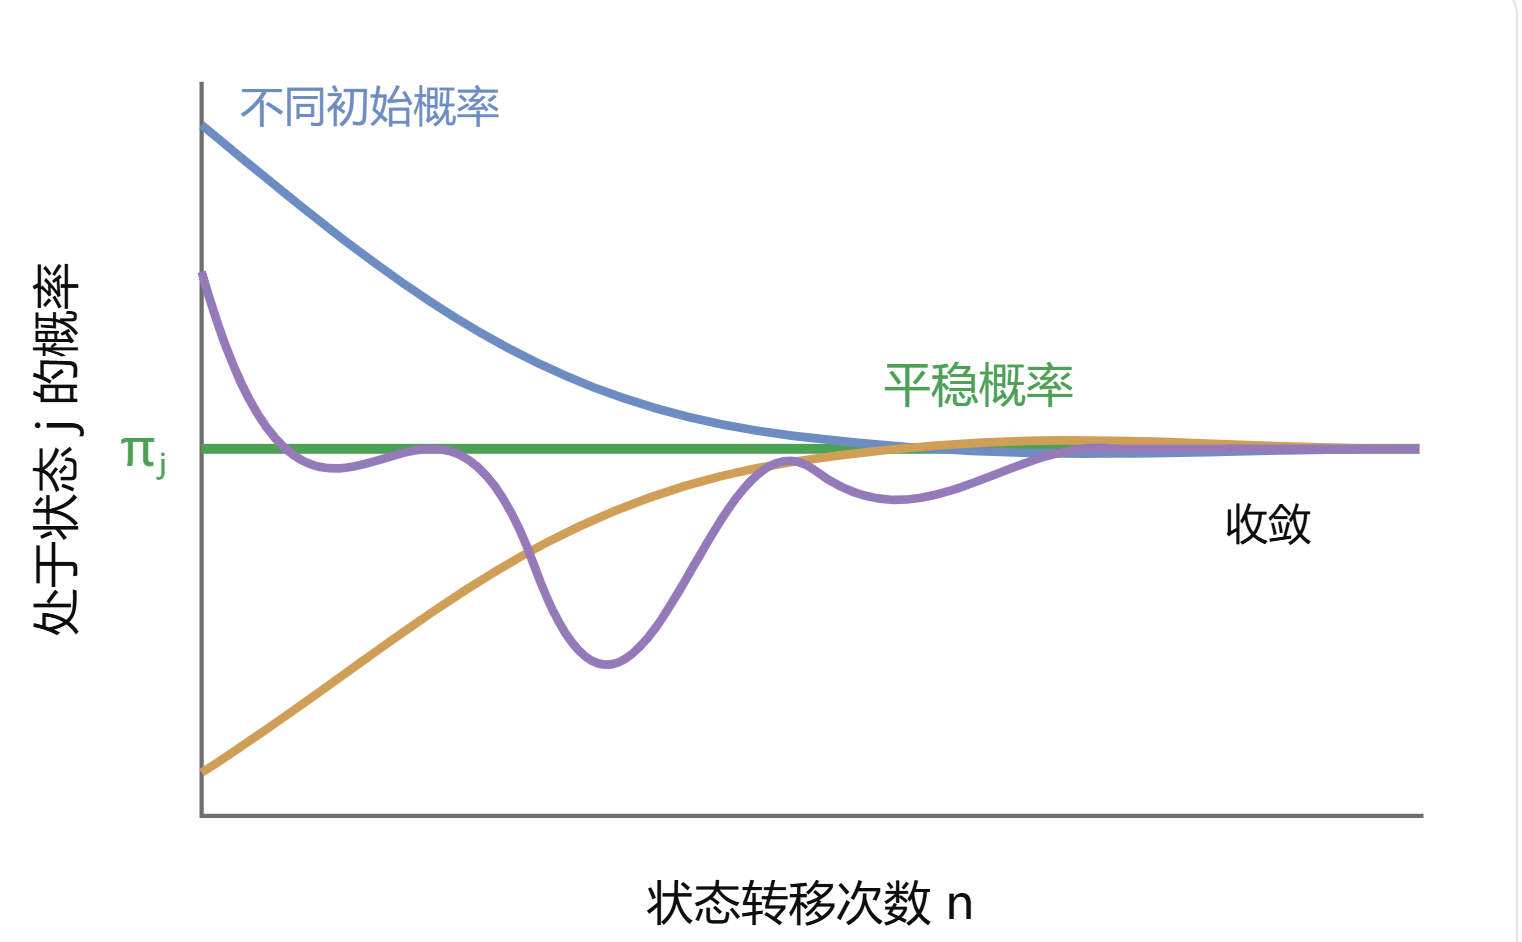 不同初始概率
平稳概率
处于状态 j 的概率
πj
收敛
状态转移次数 n